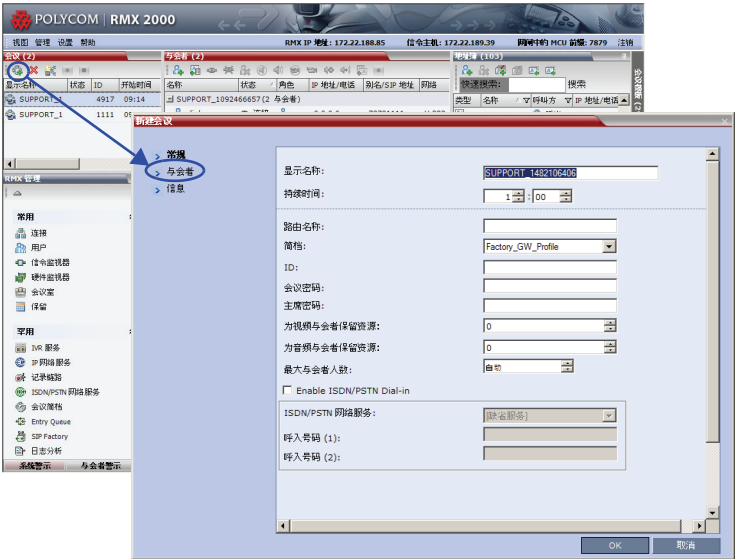 POLYCOM | RMX 2000
视图 管理 设置 帮助
RMX IP 地址: 172.22.188.85
信令主机: 172.22.189.39
网闸中的 MCU 前缀: 7879
注销
会议 (2)
显示名称 状态 ID 开始时间
SUPPORT_1 4917 09:14
SUPPORT_1 1111
与会者 (2)
名称 状态 角色 IP 地址/电话 别名/SIP 地址 网络
SUPPORT_1092466657(2 与会者)
地址簿 (103)
快速搜索: 搜索
类型 名称 呼叫方 IP 地址/电话
RMX 管理
常用
连接
用户
信令监视器
硬件监视器
会议室
保留
罕用
IVR 服务
IP 网络服务
记录链路
ISDN/PSTN 网络服务
会议简档
Entry Queue
SIP Factory
日志分析
系统警示 与会者警示
新建会议
常规
与会者
信息
显示名称: SUPPORT_1482106406
持续时间: 1 : 00
路由名称:
简档: Factory_GW_Profile
ID:
会议密码:
主席密码:
为视频与会者保留资源: 0
为音频与会者保留资源: 0
最大与会者人数: 自动
Enable ISDN/PSTN Dial-in
ISDN/PSTN 网络服务: [缺省服务]
呼入号码 (1):
呼入号码 (2):
OK 取消